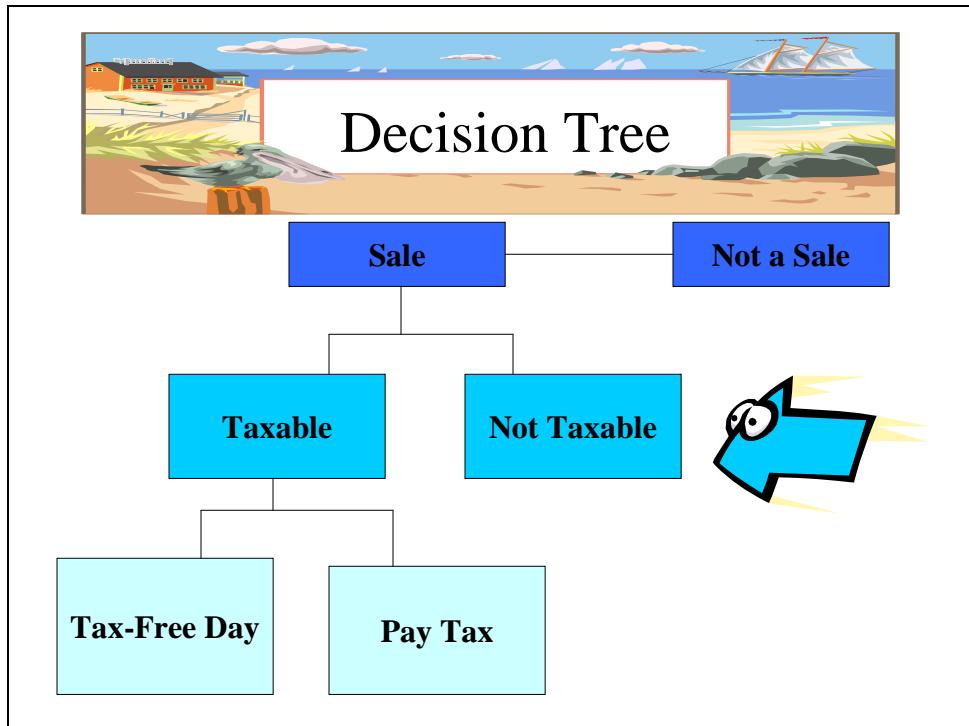 Decision Tree
Sale
Not a Sale
Taxable
Not Taxable
Tax-Free Day
Pay Tax